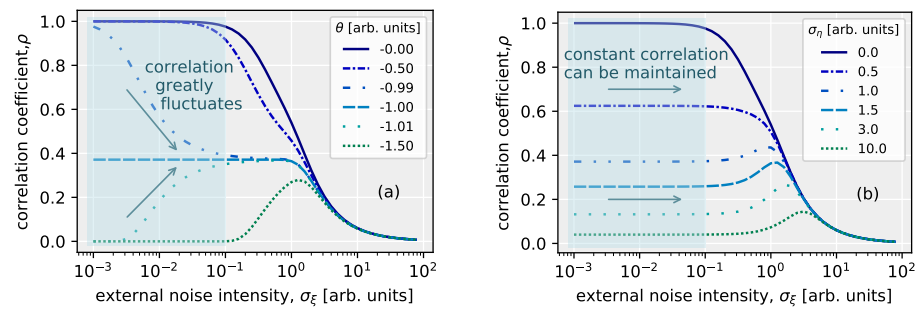 1.0
0.8
0.6
0.4
0.2
0.0
correlation coefficient,ρ
10⁻³
10⁻²
10⁻¹
10⁰
10¹
10²
external noise intensity, σ_ξ [arb. units]
correlation
greatly
fluctuates
θ [arb. units]
-0.00
-0.50
-0.99
-1.00
-1.01
-1.50
(a)
1.0
0.8
0.6
0.4
0.2
0.0
correlation coefficient, ρ
10⁻³
10⁻²
10⁻¹
10⁰
10¹
10²
external noise intensity, σ_ξ [arb. units]
constant correlation
can be maintained
σ_η [arb. units]
0.0
0.5
1.0
1.5
3.0
10.0
(b)